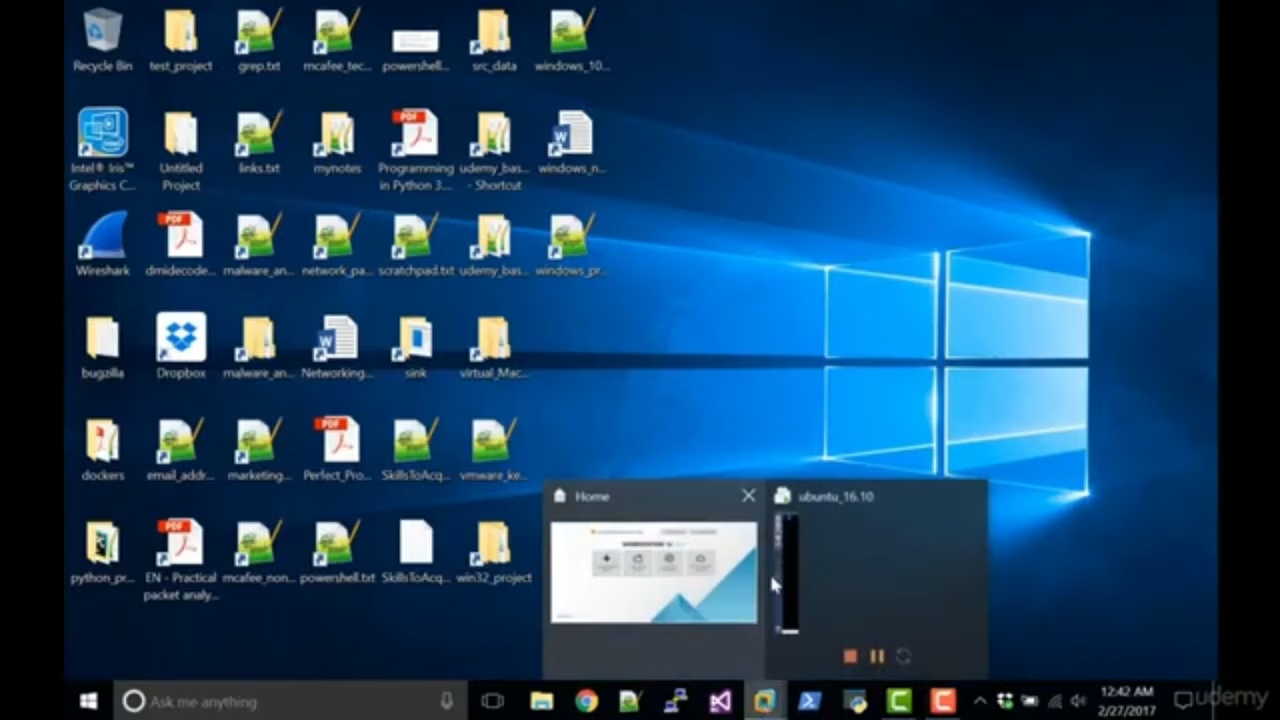 Recycle Bin
test_project
grep.txt
mcafee_tec...
powershell...
src_data
windows_10...
Intel® Iris™
Graphics C...
Untitled
Project
links.txt
mynotes
Programming
in Python 3....
udemy_bas...
- Shortcut
windows_n...
Wireshark
dmidecode...
malware_an...
network_pa...
scratchpad.txt
udemy_bas...
windows_pr...
bugzilla
Dropbox
malware_an...
Networking...
sink
virtual_Mac...
dockers
email_addr...
marketing...
Perfect_Pro...
SkillsToAcq...
vmware_ke...
python_pr...
EN - Practical
packet analy...
mcafee_non...
powershell.txt
SkillsToAcq...
win32_project
Home
ubuntu_16.10
Ask me anything
12:42 AM
2/27/2017
udemy